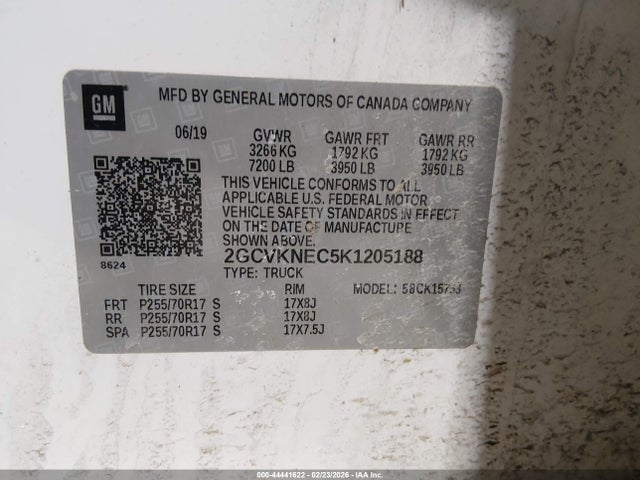 GM
MFD BY GENERAL MOTORS OF CANADA COMPANY
06/19 GVWR GAWR FRT GAWR RR
3266 KG 1792 KG 1792 KG
7200 LB 3950 LB 3950 LB
THIS VEHICLE CONFORMS TO ALL
APPLICABLE U.S. FEDERAL MOTOR
VEHICLE SAFETY STANDARDS IN EFFECT
ON THE DATE OF MANUFACTURE
SHOWN ABOVE.
8624
2GCVKNEC5K1205188
TYPE: TRUCK
TIRE SIZE RIM MODEL:
FRT P255/70R17 S 17X8J
RR P255/70R17 S 17X8J
SPA P255/70R17 S 17X7.5J
000-44441622 - 02/23/2026 - IAA Inc.